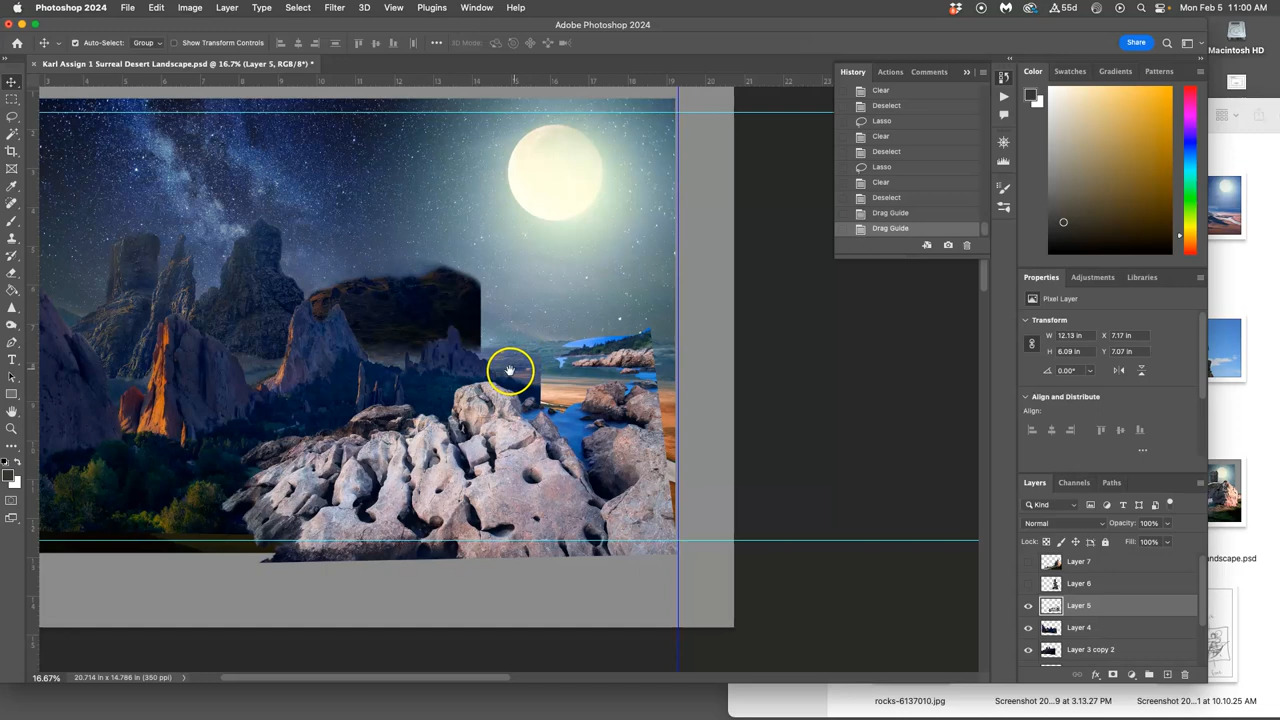 Photoshop 2024 File Edit Image Layer Type Select Filter 3D View Plugins Window Help 55d Mon Feb 5 11:00 AM
Adobe Photoshop 2024
Auto-Select: Group Show Transform Controls 3D Mode: Share
Karl Assign 1 Surreal Desert Landscape.psd @ 16.7% (Layer 5, RGB/8*) *
History Actions Comments
Color Swatches Gradients Patterns
Clear
Deselect
Lasso
Clear
Deselect
Lasso
Clear
Deselect
Drag Guide
Drag Guide
Properties Adjustments Libraries
Pixel Layer
Transform
W: 12.13 in X: 7.17 in
H: 6.09 in Y: 7.07 in
0.00°
Align and Distribute
Align:
Layers Channels Paths
Kind
Normal Opacity: 100%
Lock: Fill: 100%
Layer 7
Layer 6
Layer 5
Layer 4
Layer 3 copy 2
16.67% 20.714 in x 14.786 in (350 ppi)
Macintosh HD
andscape.psd
rocks-6137010.jpg Screenshot 20...9 at 3.13.27 PM Screenshot 20...1 at 10.10.25 AM